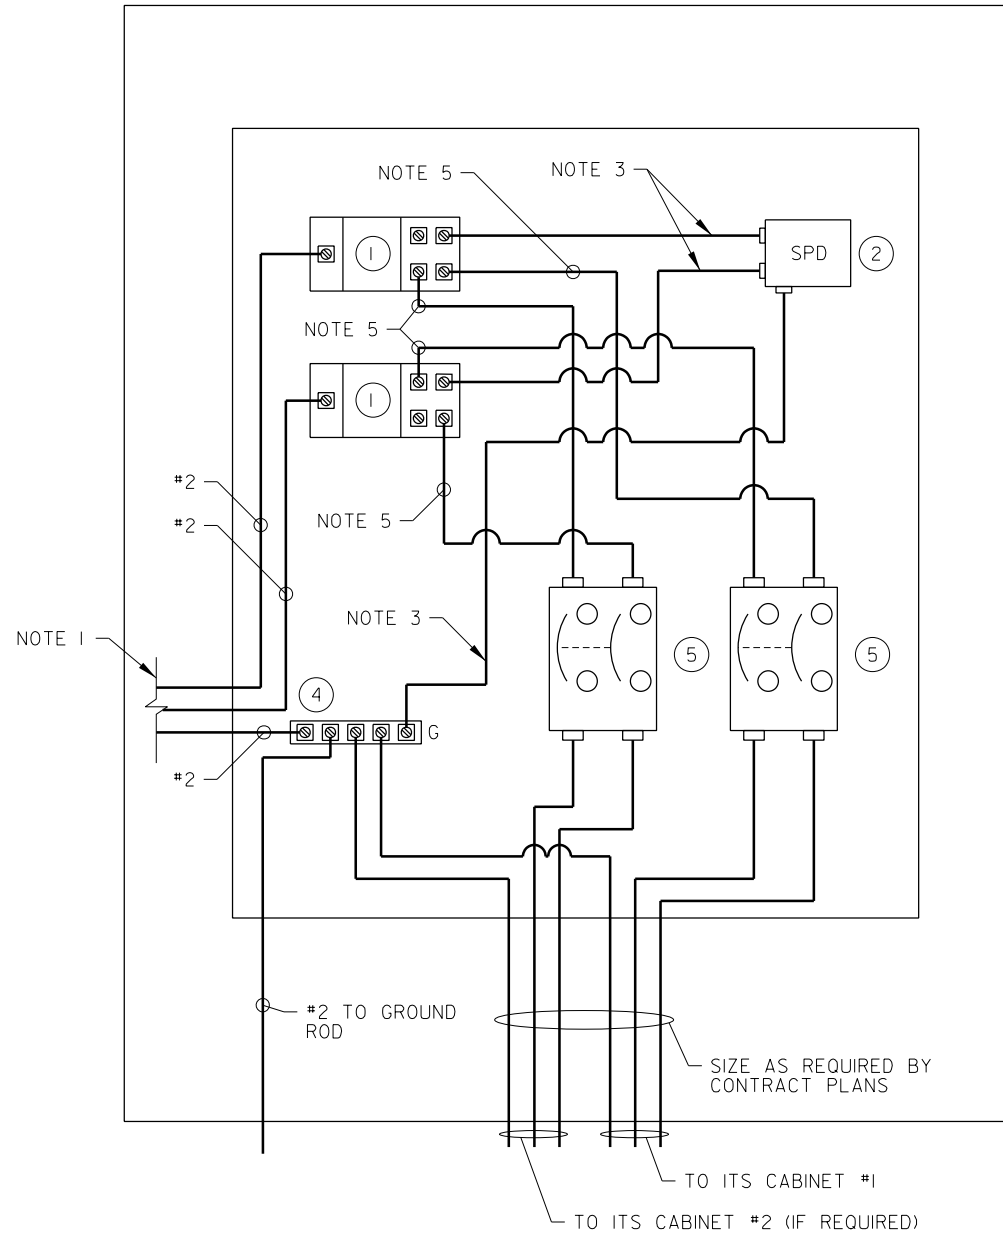 NOTE 5
NOTE 3
1
SPD
2
NOTE 5
1
#2
NOTE 5
#2
NOTE 3
NOTE 1
5
5
4
G
#2
#2 TO GROUND
ROD
SIZE AS REQUIRED BY
CONTRACT PLANS
TO ITS CABINET #1
TO ITS CABINET #2 (IF REQUIRED)